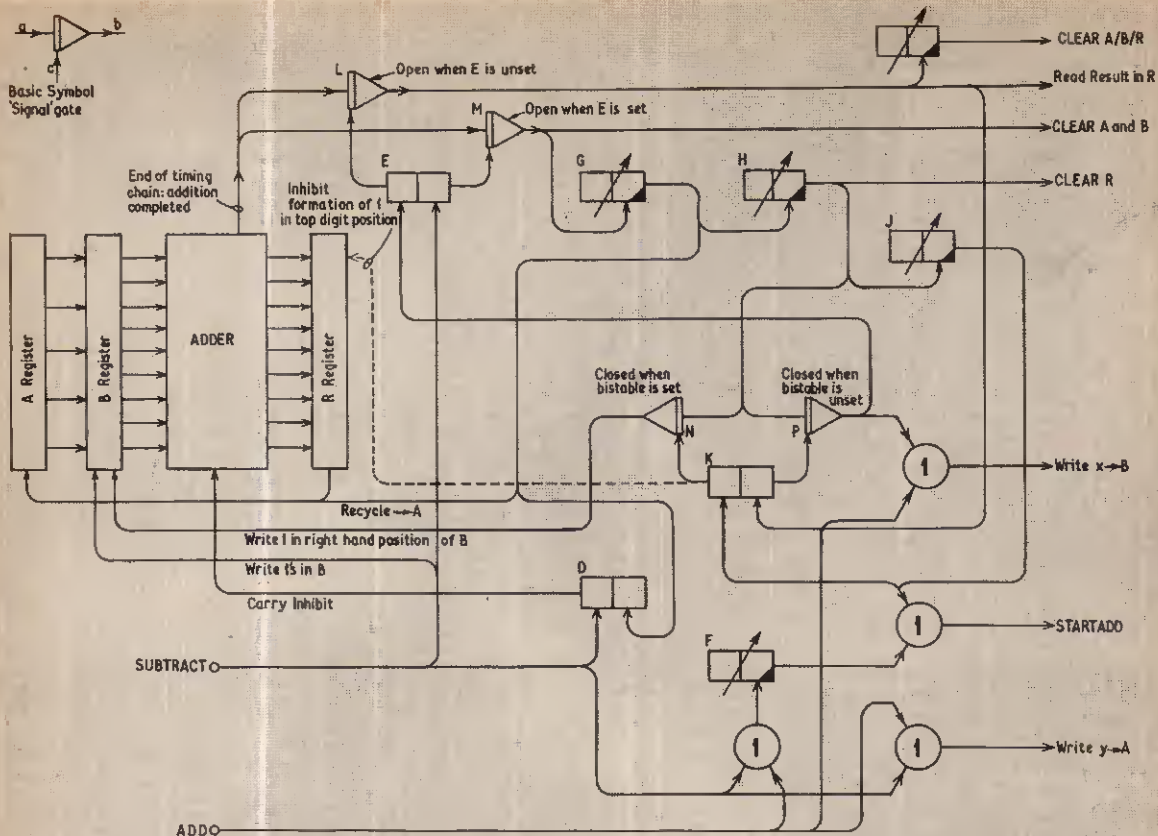 a
b
c
Basic Symbol
'Signal' gate
L
Open when E is unset
M
Open when E is set
CLEAR A/B/R
Read Result in R
CLEAR A and B
E
G
H
CLEAR R
End of timing
chain: addition
completed
Inhibit
formation of 1
in top digit position
J
A Register
B Register
ADDER
R Register
Closed when
bistable is set
Closed when
bistable is
unset
N
P
K
1
Write x→B
Recycle→A
Write 1 in right hand position of B
Write 1's in B
Carry Inhibit
D
F
1
STARTADD
SUBTRACT
1
1
Write y→A
ADD